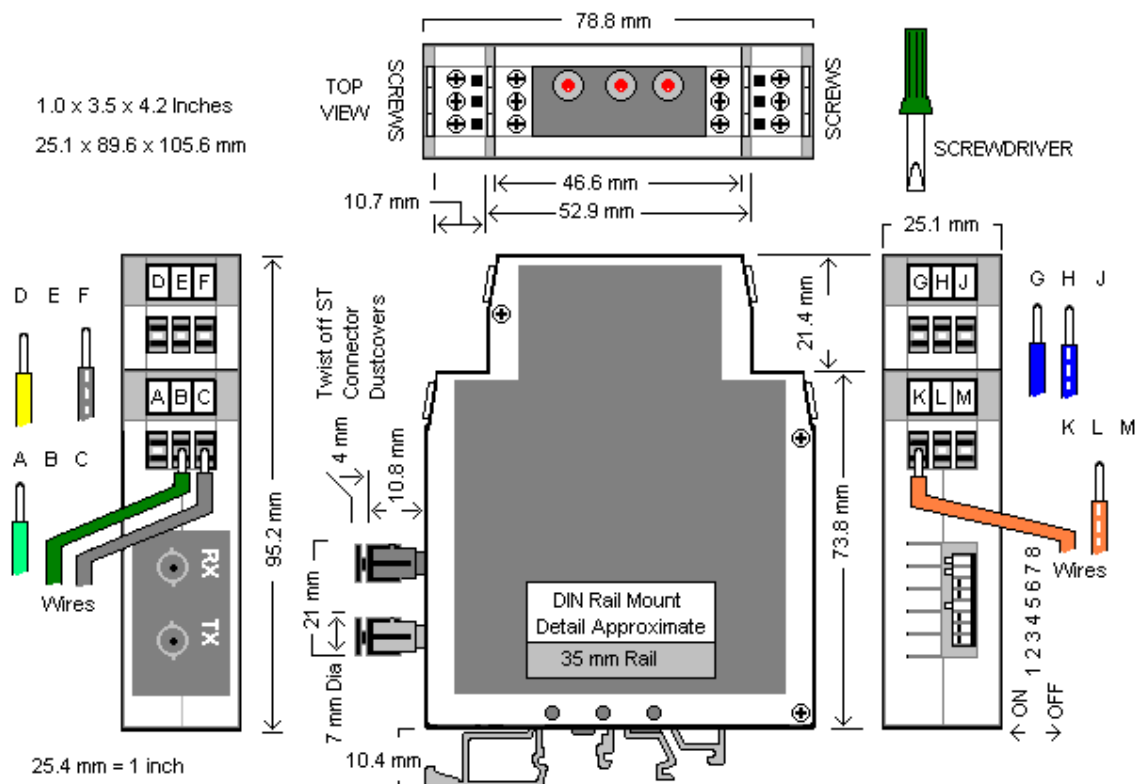 78.8 mm
1.0 x 3.5 x 4.2 Inches
25.1 x 89.6 x 105.6 mm
TOP
VIEW
SCREWS
SCREWS
SCREWDRIVER
46.6 mm
10.7 mm
52.9 mm
25.1 mm
D E F
D E F
A B C
A B C
Wires
RX
TX
95.2 mm
Twist off ST
Connector
Dustcovers
4 mm
10.8 mm
21 mm
7 mm Dia
10.4 mm
21.4 mm
73.8 mm
DIN Rail Mount
Detail Approximate
35 mm Rail
G H J
K L M
G H J
K L M
Wires
1 2 3 4 5 6 7 8
ON
OFF
25.4 mm = 1 inch